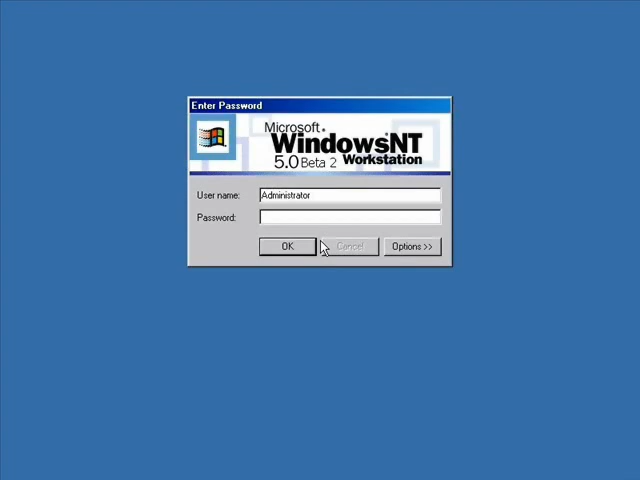 Enter Password
Microsoft
WindowsNT
5.0 Beta 2 Workstation
User name: Administrator
Password:
OK Cancel Options >>